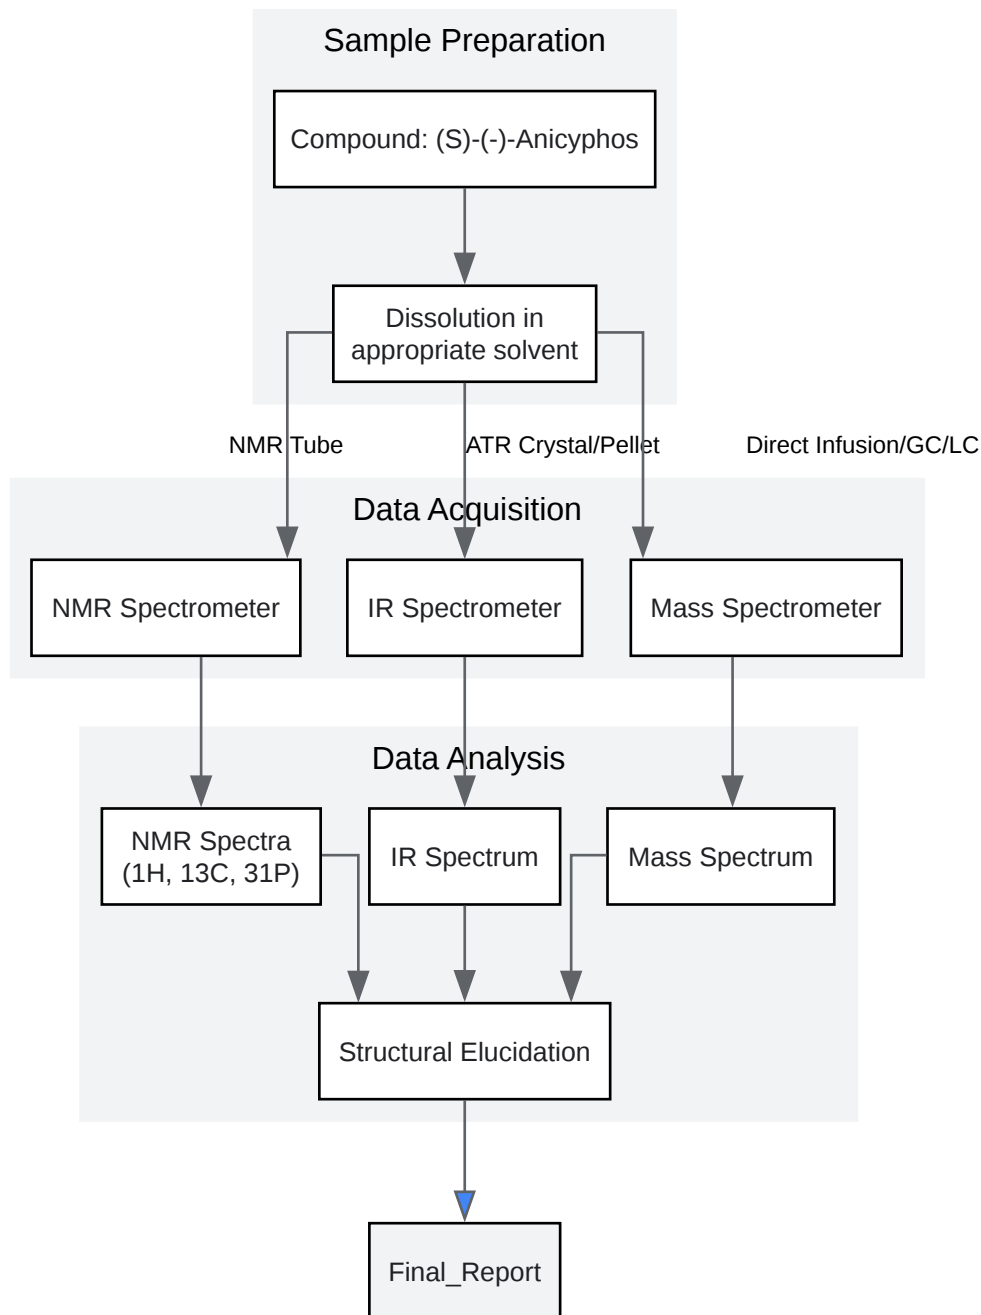 Sample Preparation
Compound: (S)-(-)-Anicyphos
Dissolution in
appropriate solvent
NMR Tube
ATR Crystal/Pellet
Direct Infusion/GC/LC
Data Acquisition
NMR Spectrometer
IR Spectrometer
Mass Spectrometer
Data Analysis
NMR Spectra
(1H, 13C, 31P)
IR Spectrum
Mass Spectrum
Structural Elucidation
Final_Report